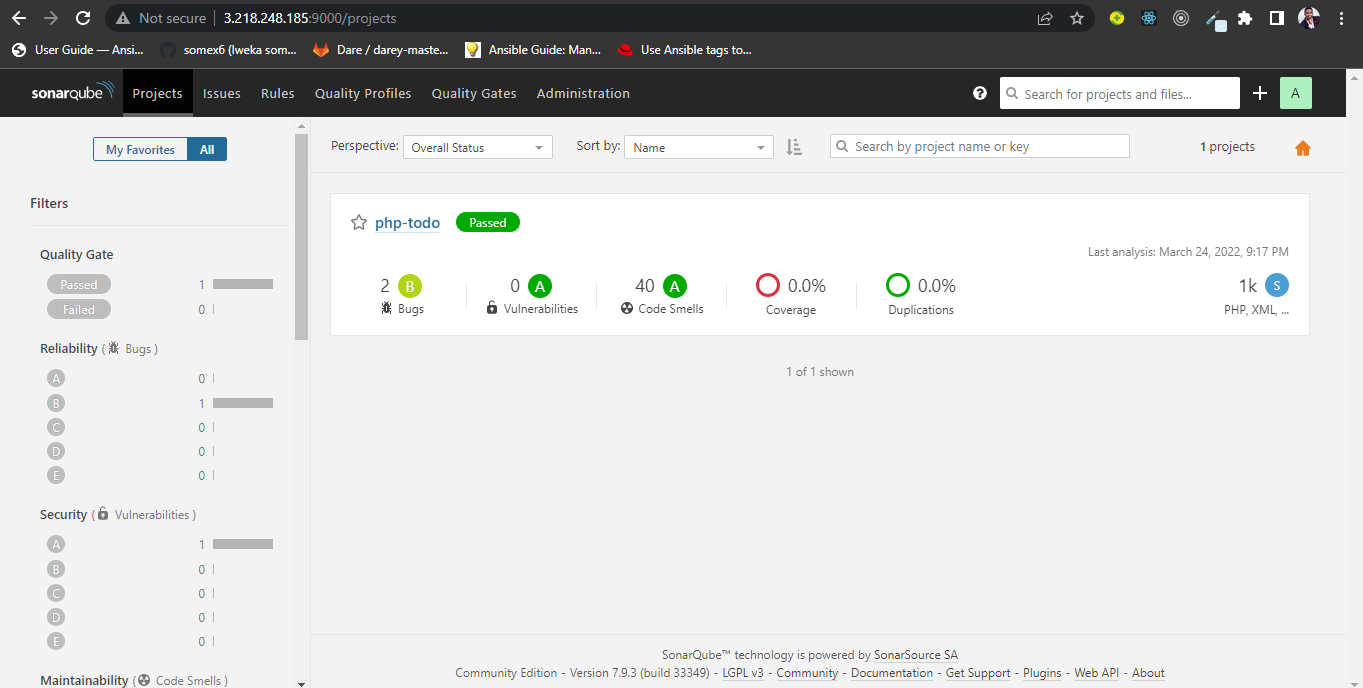 Not secure 3.218.248.185:9000/projects
User Guide — Ansi... somex6 (Iweka som... Dare / darey-maste... Ansible Guide: Man... Use Ansible tags to...
sonarqube Projects Issues Rules Quality Profiles Quality Gates Administration ? Search for projects and files... + A
My Favorites All Perspective: Overall Status Sort by: Name Search by project name or key 1 projects
Filters
php-todo Passed
Last analysis: March 24, 2022, 9:17 PM
2 B 0 A 40 A 0.0% 0.0% 1k S
Bugs Vulnerabilities Code Smells Coverage Duplications PHP, XML, ...
1 of 1 shown
Quality Gate
Passed 1
Failed 0
Reliability ( Bugs )
A 0
B 1
C 0
D 0
E 0
Security ( Vulnerabilities )
A 1
B 0
C 0
D 0
E 0
Maintainability ( Code Smells )
SonarQube™ technology is powered by SonarSource SA
Community Edition - Version 7.9.3 (build 33349) - LGPL v3 - Community - Documentation - Get Support - Plugins - Web API - About